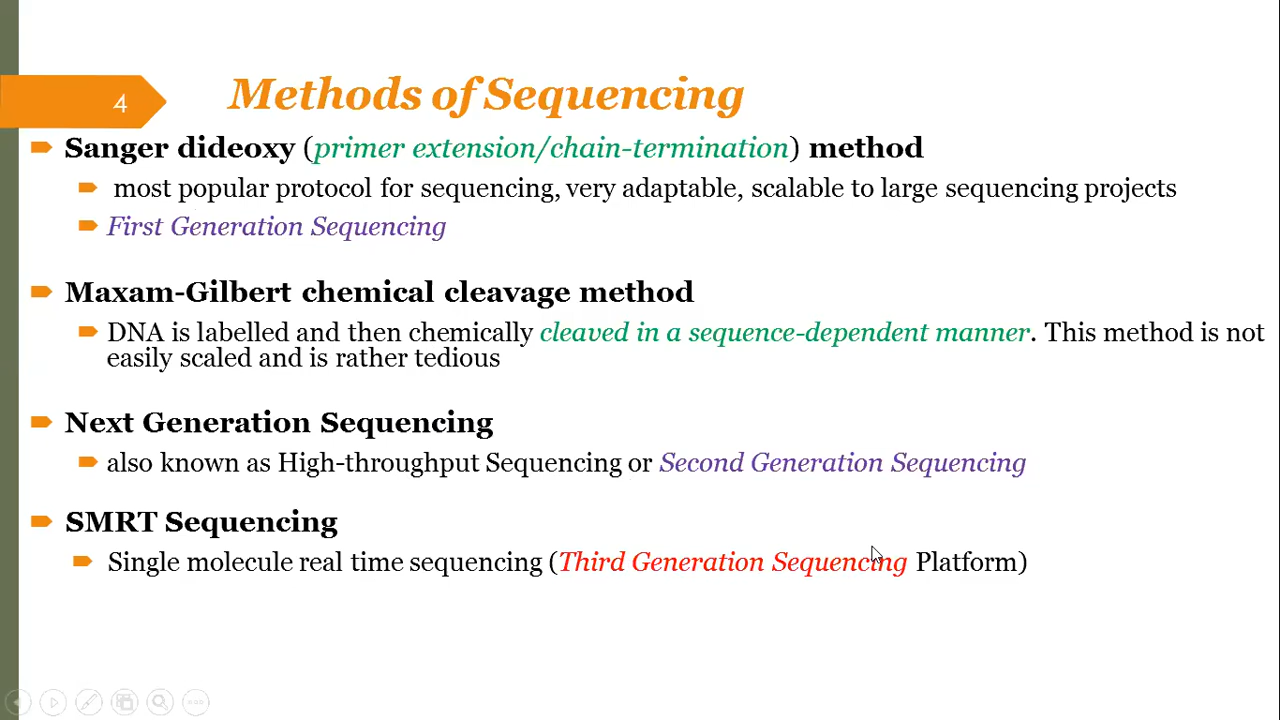 4
Methods of Sequencing
Sanger dideoxy (primer extension/chain-termination) method
most popular protocol for sequencing, very adaptable, scalable to large sequencing projects
First Generation Sequencing
Maxam-Gilbert chemical cleavage method
DNA is labelled and then chemically cleaved in a sequence-dependent manner. This method is not
easily scaled and is rather tedious
Next Generation Sequencing
also known as High-throughput Sequencing or Second Generation Sequencing
SMRT Sequencing
Single molecule real time sequencing (Third Generation Sequencing Platform)